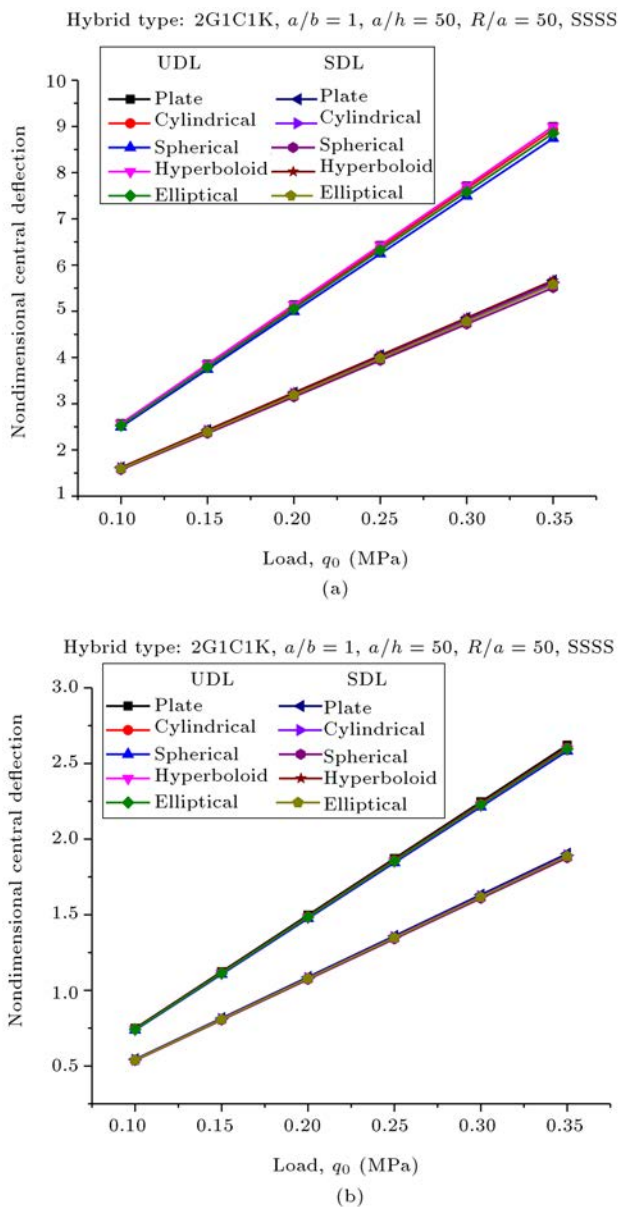 Hybrid type: 2G1C1K, a/b = 1, a/h = 50, R/a = 50, SSSS
UDL SDL
Plate Plate
Cylindrical Cylindrical
Spherical Spherical
Hyperboloid Hyperboloid
Elliptical Elliptical
Nondimensional central deflection
10
9
8
7
6
5
4
3
2
1
0.10 0.15 0.20 0.25 0.30 0.35
Load, q0 (MPa)
(a)
Hybrid type: 2G1C1K, a/b = 1, a/h = 50, R/a = 50, SSSS
UDL SDL
Plate Plate
Cylindrical Cylindrical
Spherical Spherical
Hyperboloid Hyperboloid
Elliptical Elliptical
Nondimensional central deflection
3.0
2.5
2.0
1.5
1.0
0.5
0.10 0.15 0.20 0.25 0.30 0.35
Load, q0 (MPa)
(b)